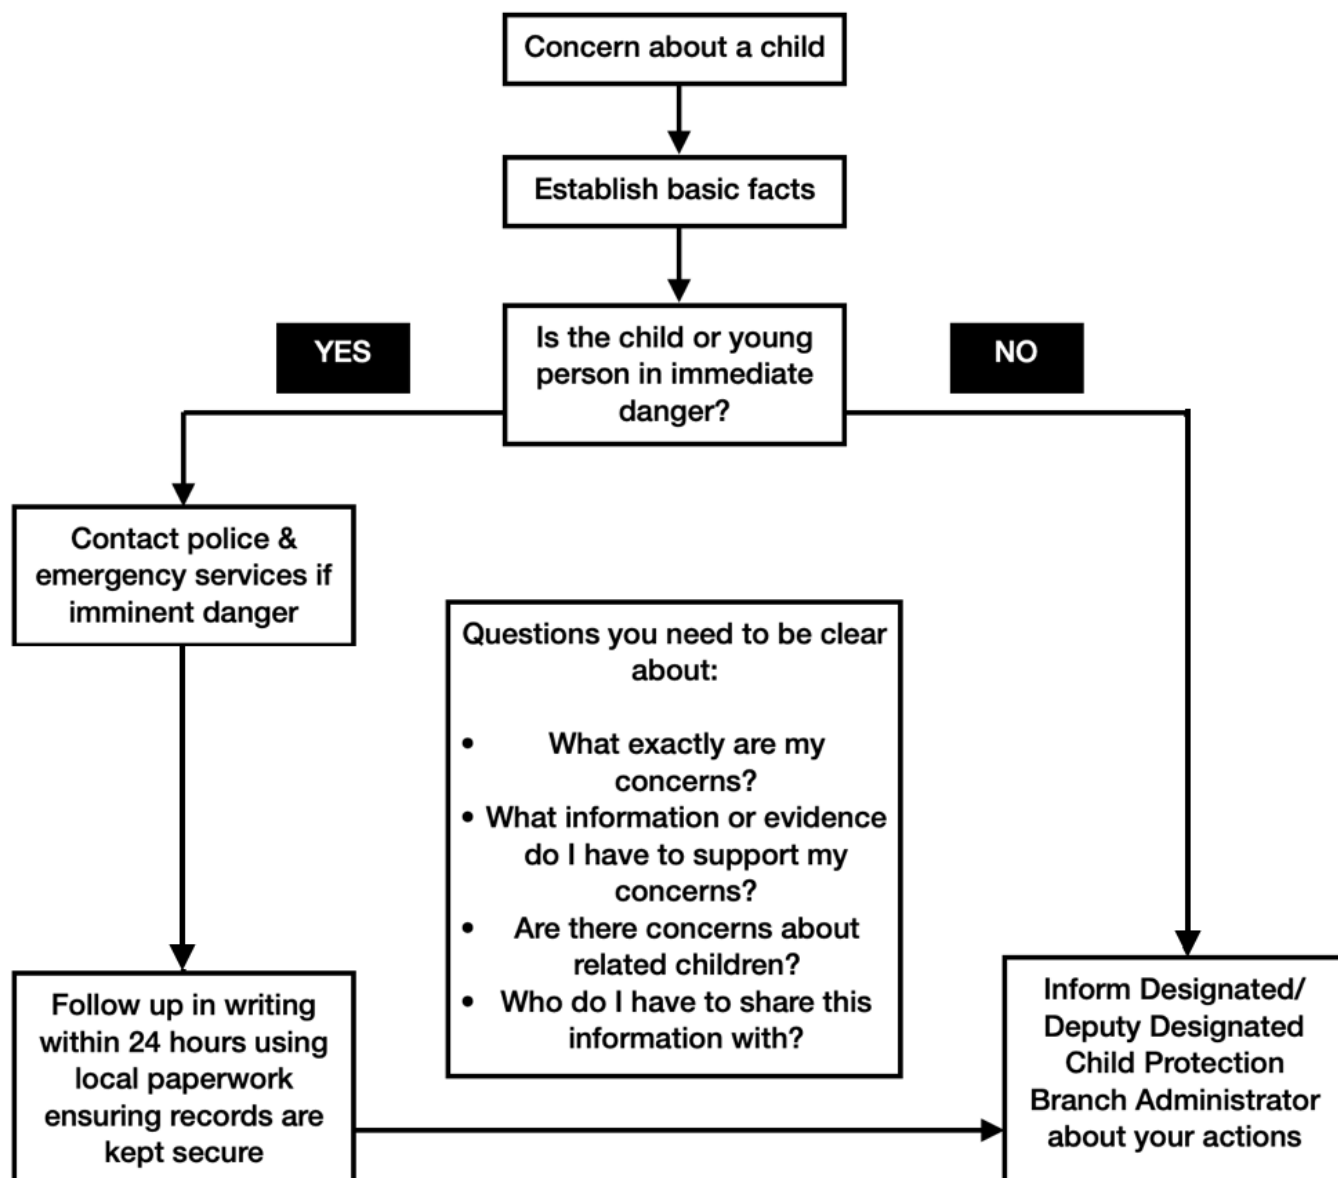 Concern about a child
Establish basic facts
Is the child or young
person in immediate
danger?
YES
NO
Contact police &
emergency services if
imminent danger
Questions you need to be clear
about:
• What exactly are my
concerns?
• What information or evidence
do I have to support my
concerns?
• Are there concerns about
related children?
• Who do I have to share this
information with?
Follow up in writing
within 24 hours using
local paperwork
ensuring records are
kept secure
Inform Designated/
Deputy Designated
Child Protection
Branch Administrator
about your actions